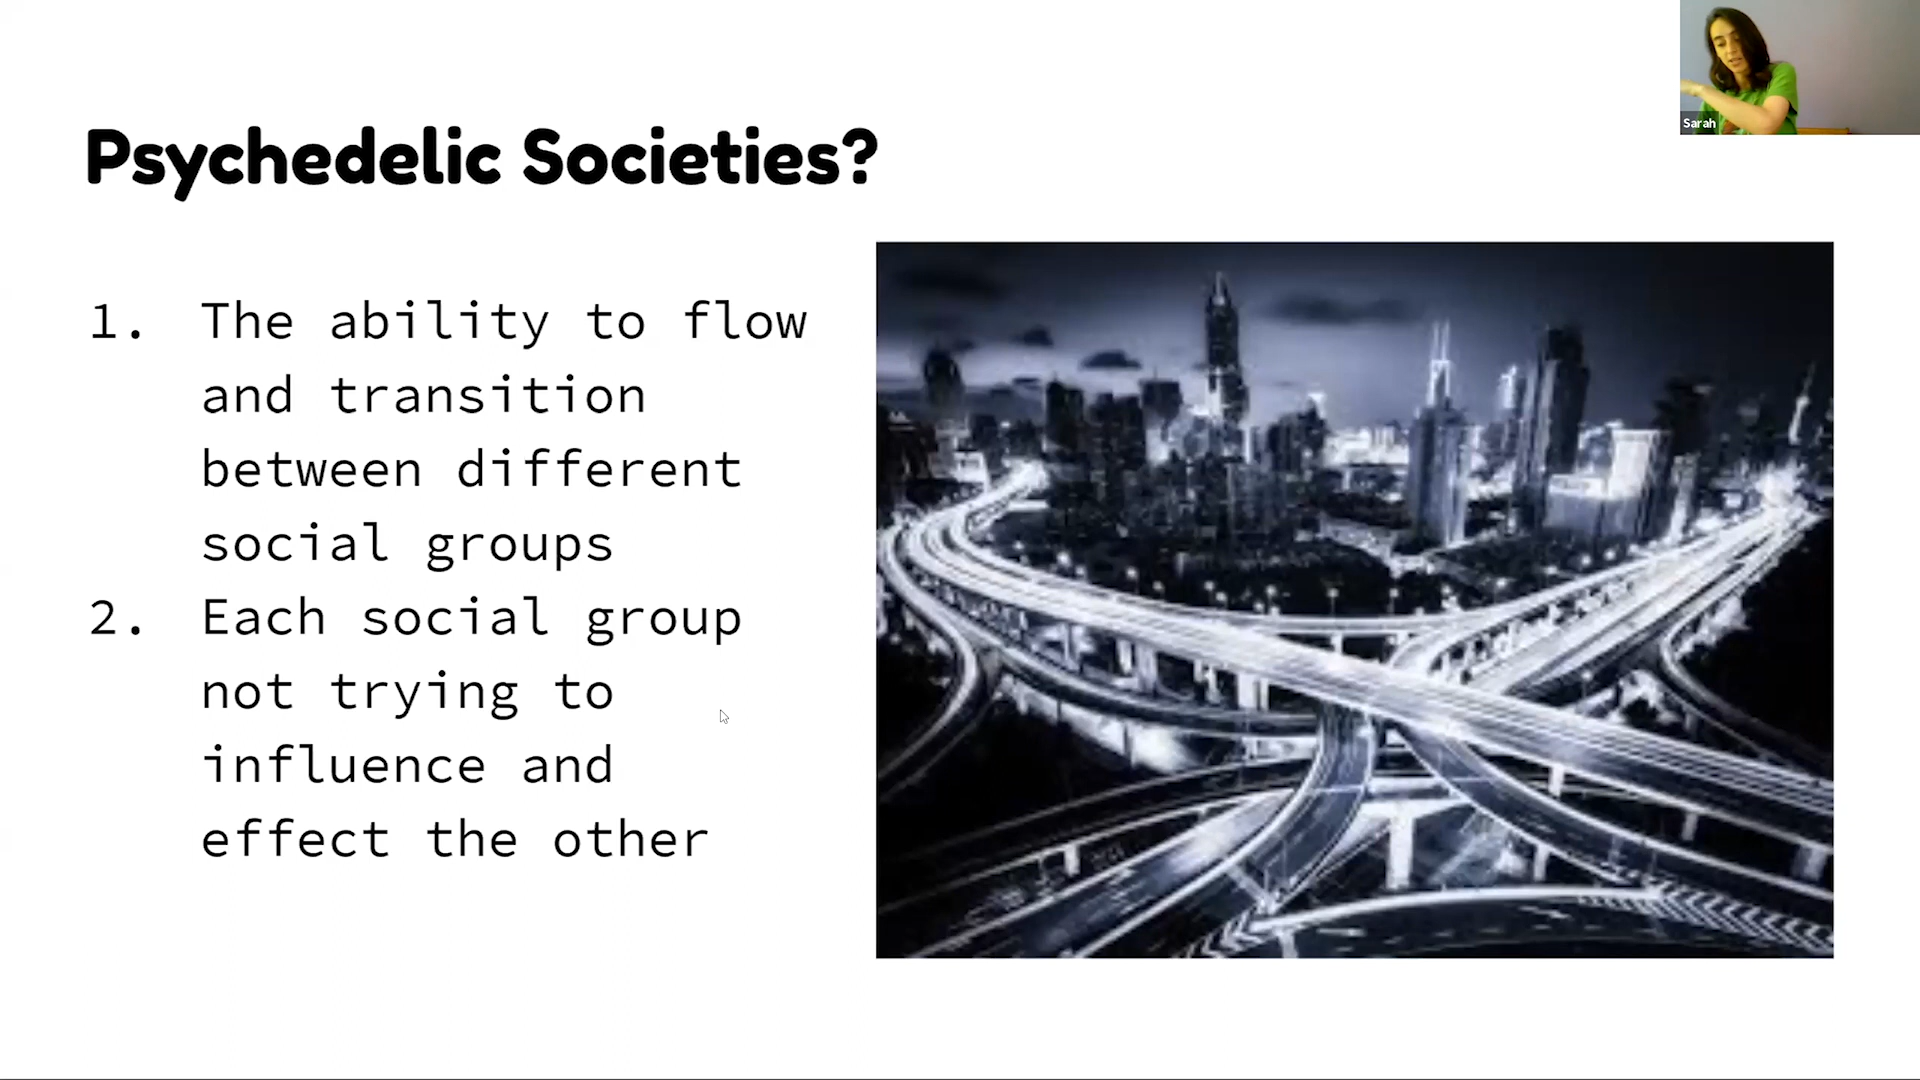 Sarah
Psychedelic Societies?
1. The ability to flow
and transition
between different
social groups
2. Each social group
not trying to
influence and
effect the other